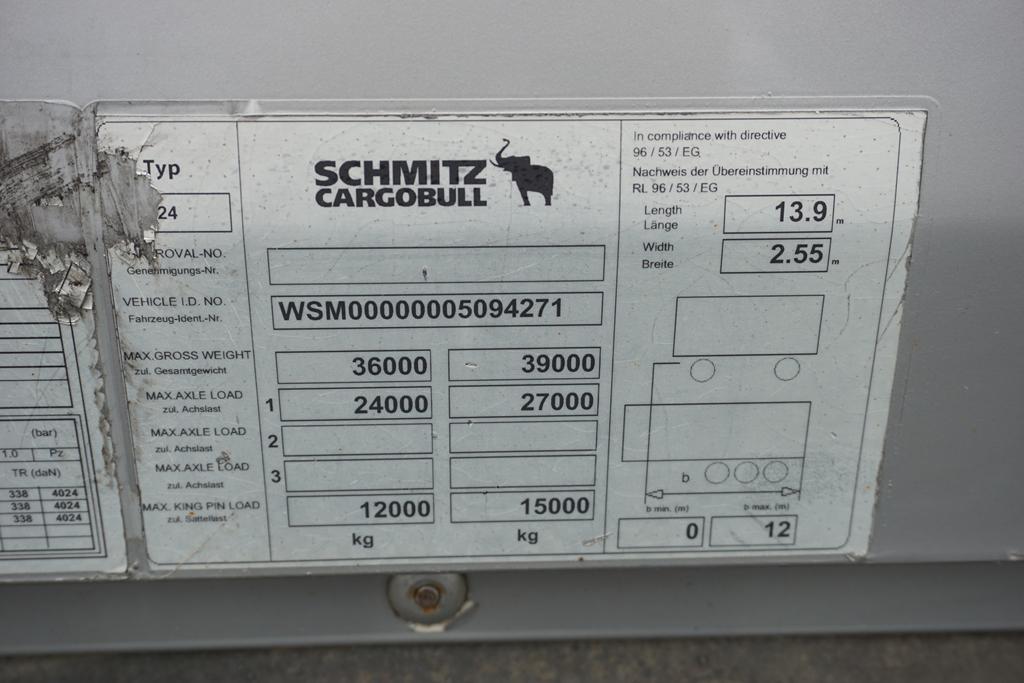 Typ
24
SCHMITZ
CARGOBULL
In compliance with directive
96 / 53 / EG
Nachweis der Übereinstimmung mit
RL 96 / 53 / EG
Length
Länge
13.9 m
Width
Breite
2.55 m
ROVAL-NO.
Genehmigungs-Nr.
VEHICLE I.D. NO.
Fahrzeug-Ident.-Nr.
WSM00000005094271
MAX.GROSS WEIGHT
zul. Gesamtgewicht
36000 39000
MAX.AXLE LOAD
zul. Achslast
1 24000 27000
MAX.AXLE LOAD
zul. Achslast
2
MAX.AXLE LOAD
zul. Achslast
3
MAX. KING PIN LOAD
zul. Sattellast
12000 15000
kg kg
b
b min. (m) b max. (m)
0 12
(bar)
1.0 Pz
TR (daN)
338 4024
338 4024
338 4024